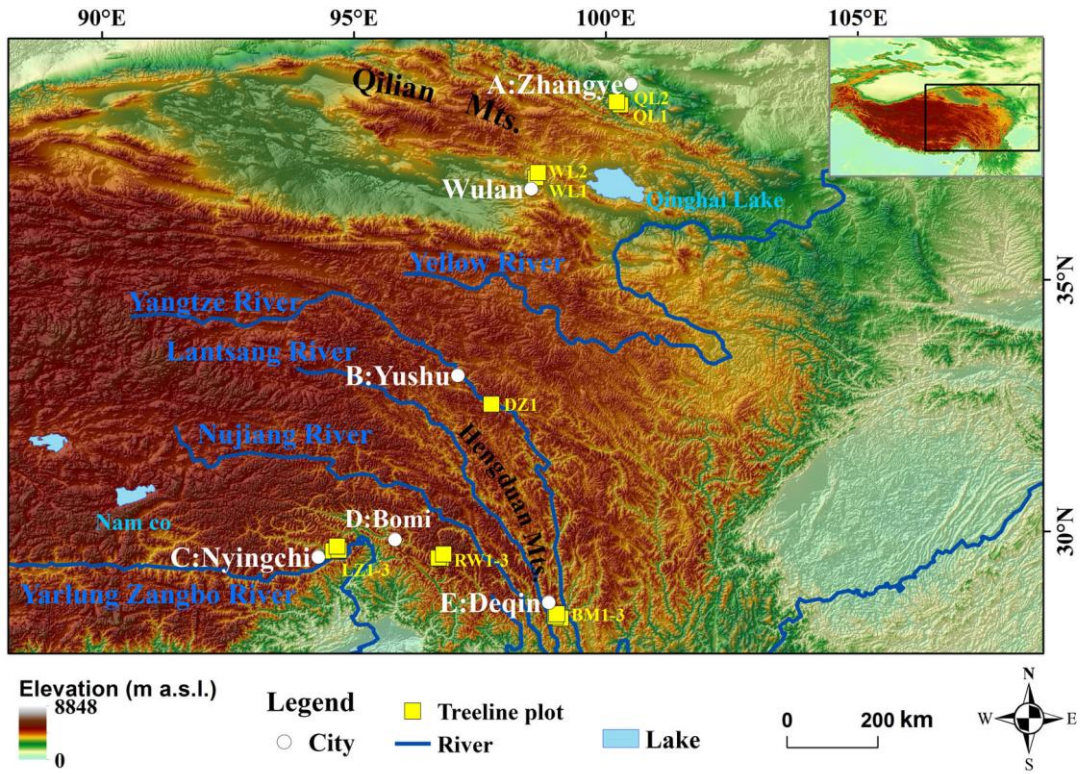 90°E 95°E 100°E 105°E
A:Zhangye
Qilian Mts.
QL2
QL1
WL2
Wulan
WL1
Qinghai Lake
35°N
Yellow River
Yangtze River
Lantsang River
B:Yushu
DZ1
Nujiang River
Hengduan Mts.
Nam co
D:Bomi
30°N
C:Nyingchi
LZ1-3
RW1-3
Yarlung Zangbo River
E:Deqin
BM1-3
Elevation (m a.s.l.)
8848
0
Legend
City
Treeline plot
River
Lake
0 200 km
N
W E
S